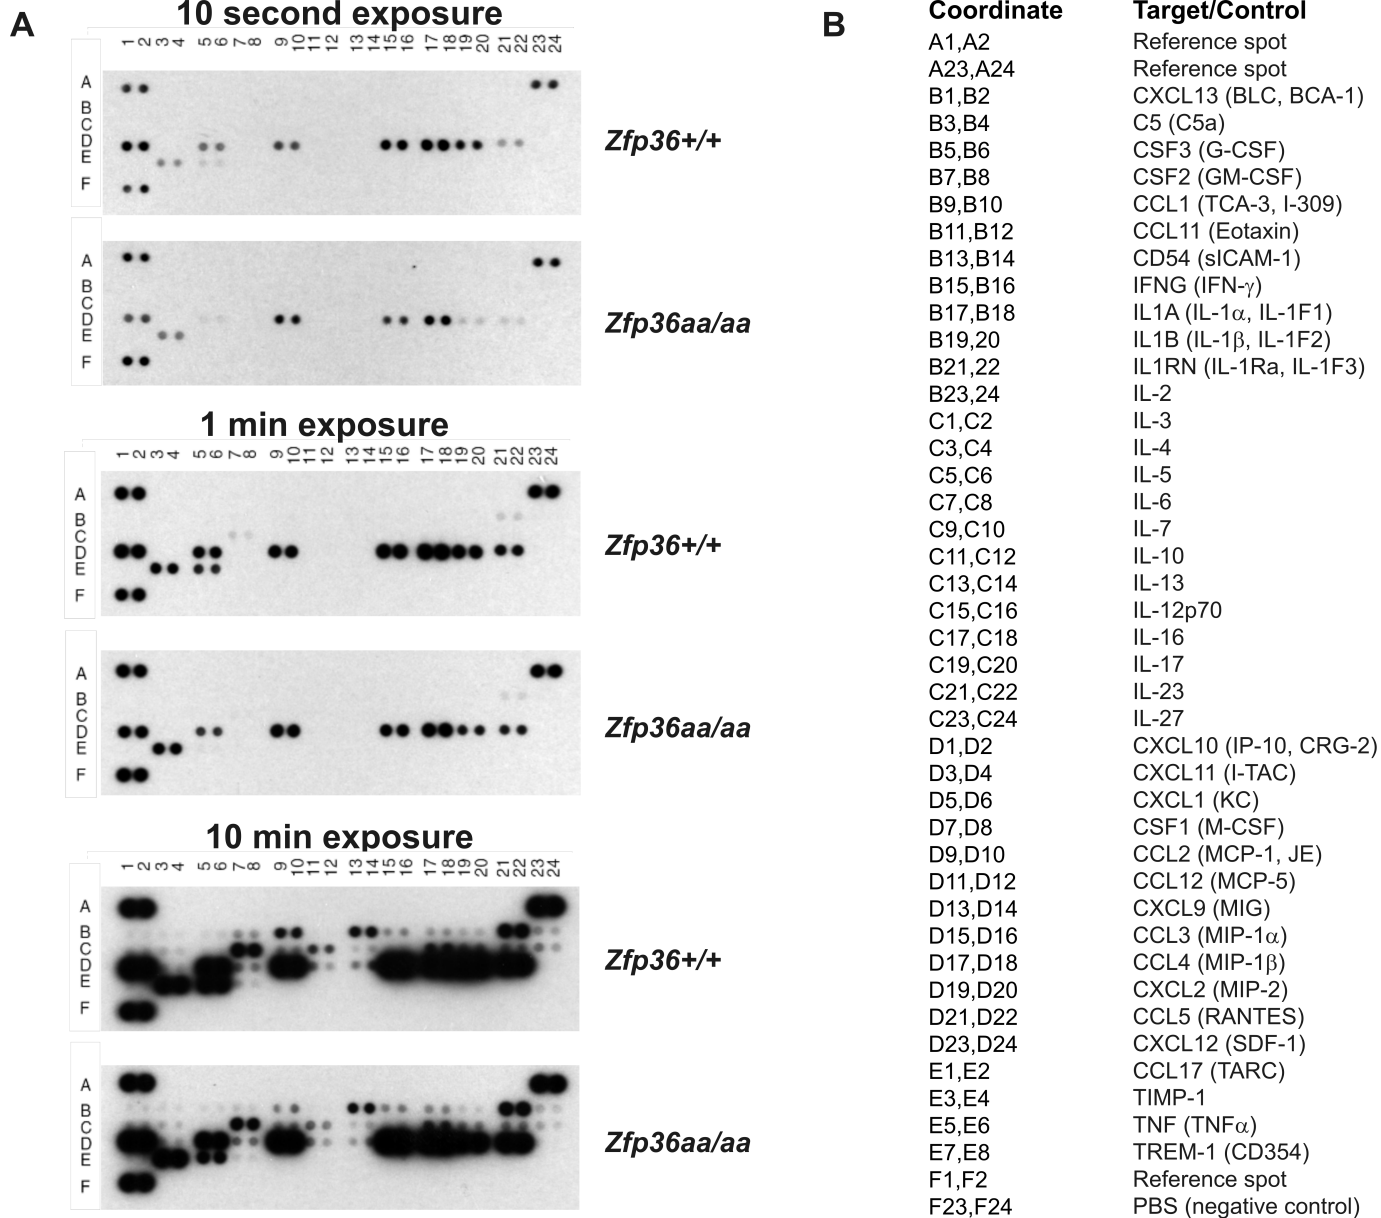 A
10 second exposure
1 2 3 4 5 6 7 8 9 10 11 12 13 14 15 16 17 18 19 20 21 22 23 24
A
B
C
D
E
F
Zfp36+/+
A
B
C
D
E
F
Zfp36aa/aa
1 min exposure
1 2 3 4 5 6 7 8 9 10 11 12 13 14 15 16 17 18 19 20 21 22 23 24
A
B
C
D
E
F
Zfp36+/+
A
B
C
D
E
F
Zfp36aa/aa
10 min exposure
1 2 3 4 5 6 7 8 9 10 11 12 13 14 15 16 17 18 19 20 21 22 23 24
A
B
C
D
E
F
Zfp36+/+
A
B
C
D
E
F
Zfp36aa/aa
B
Coordinate Target/Control
A1,A2 Reference spot
A23,A24 Reference spot
B1,B2 CXCL13 (BLC, BCA-1)
B3,B4 C5 (C5a)
B5,B6 CSF3 (G-CSF)
B7,B8 CSF2 (GM-CSF)
B9,B10 CCL1 (TCA-3, I-309)
B11,B12 CCL11 (Eotaxin)
B13,B14 CD54 (sICAM-1)
B15,B16 IFNG (IFN-γ)
B17,B18 IL1A (IL-1α, IL-1F1)
B19,20 IL1B (IL-1β, IL-1F2)
B21,22 IL1RN (IL-1Ra, IL-1F3)
B23,24 IL-2
C1,C2 IL-3
C3,C4 IL-4
C5,C6 IL-5
C7,C8 IL-6
C9,C10 IL-7
C11,C12 IL-10
C13,C14 IL-13
C15,C16 IL-12p70
C17,C18 IL-16
C19,C20 IL-17
C21,C22 IL-23
C23,C24 IL-27
D1,D2 CXCL10 (IP-10, CRG-2)
D3,D4 CXCL11 (I-TAC)
D5,D6 CXCL1 (KC)
D7,D8 CSF1 (M-CSF)
D9,D10 CCL2 (MCP-1, JE)
D11,D12 CCL12 (MCP-5)
D13,D14 CXCL9 (MIG)
D15,D16 CCL3 (MIP-1α)
D17,D18 CCL4 (MIP-1β)
D19,D20 CXCL2 (MIP-2)
D21,D22 CCL5 (RANTES)
D23,D24 CXCL12 (SDF-1)
E1,E2 CCL17 (TARC)
E3,E4 TIMP-1
E5,E6 TNF (TNFα)
E7,E8 TREM-1 (CD354)
F1,F2 Reference spot
F23,F24 PBS (negative control)